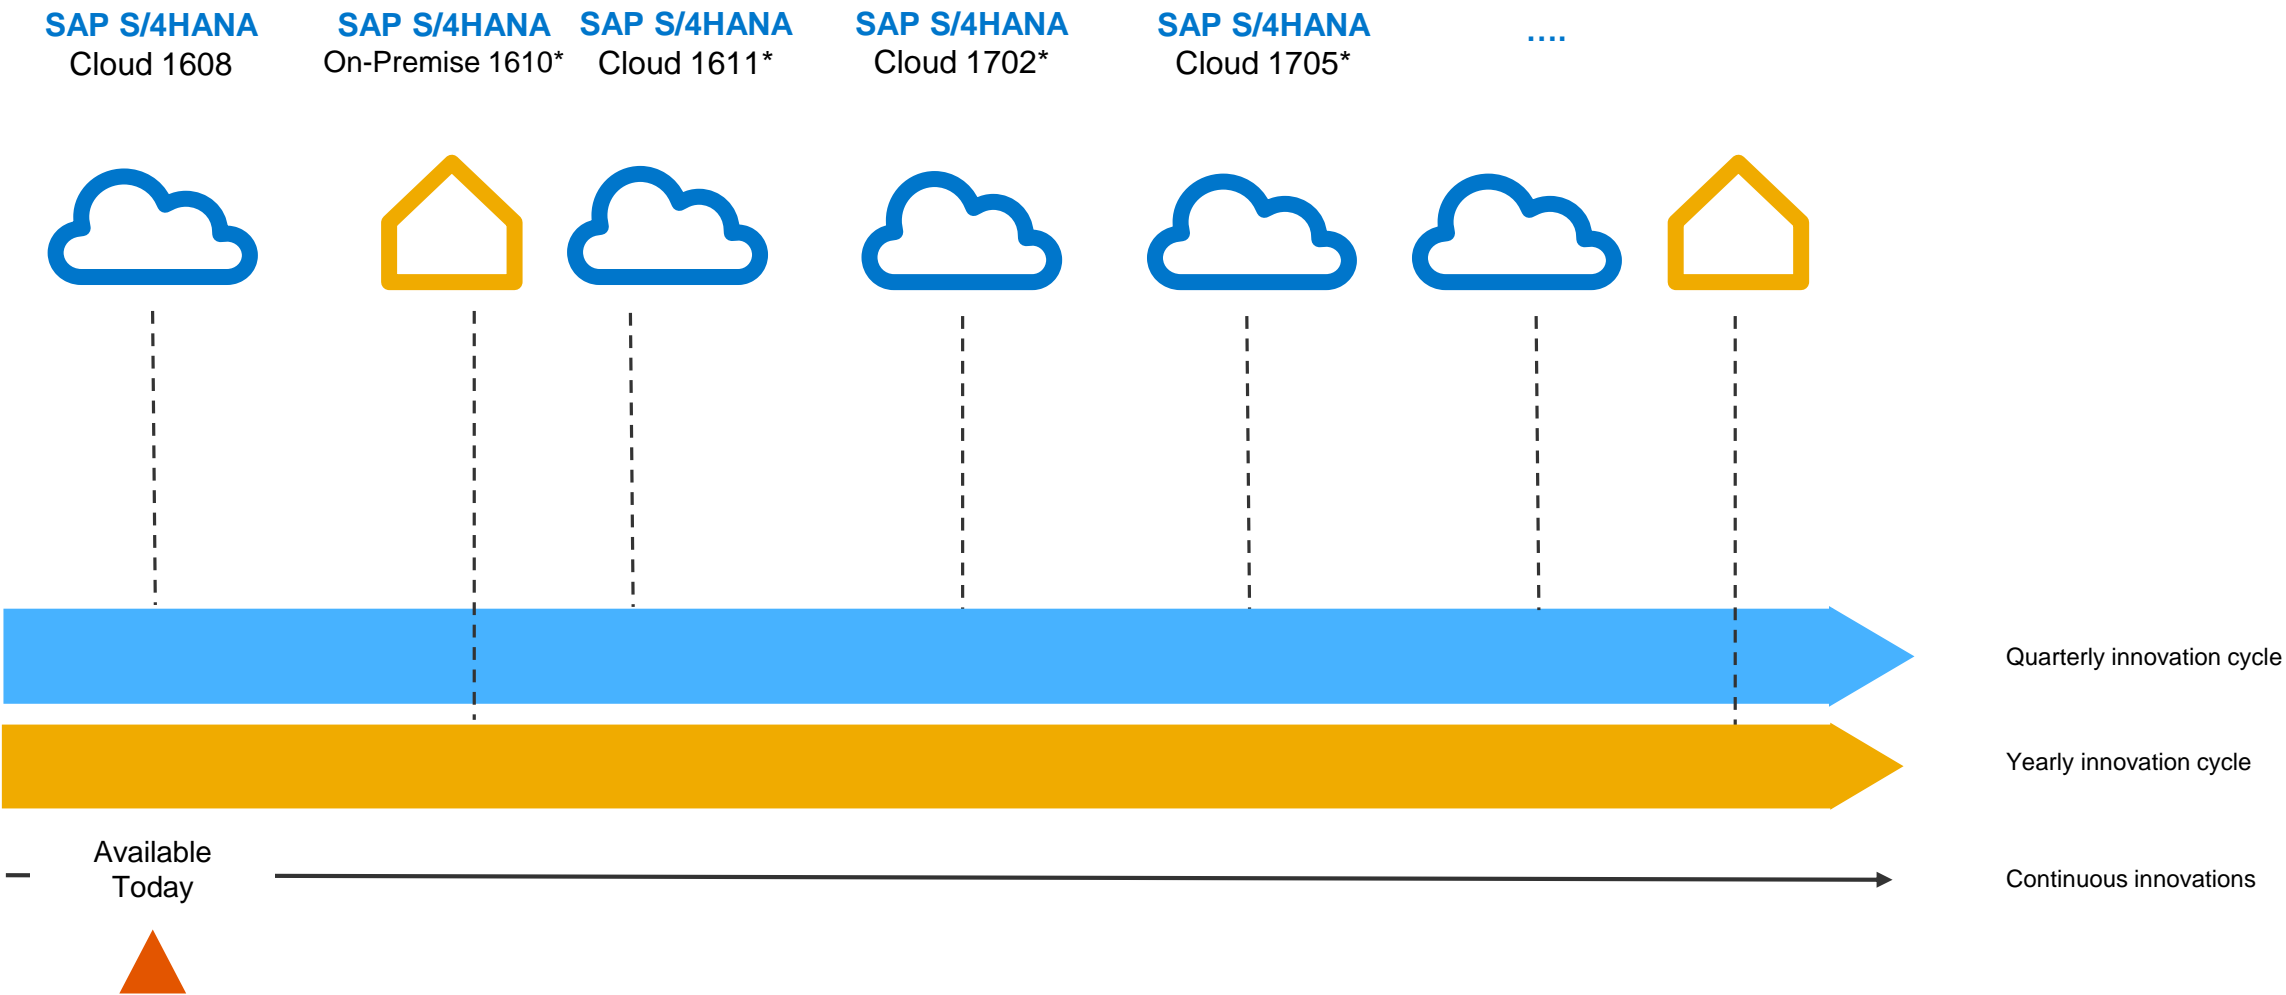 SAP S/4HANA
Cloud 1608
SAP S/4HANA
On-Premise 1610*
SAP S/4HANA
Cloud 1611*
SAP S/4HANA
Cloud 1702*
SAP S/4HANA
Cloud 1705*
....
Quarterly innovation cycle
Yearly innovation cycle
Available
Today
Continuous innovations